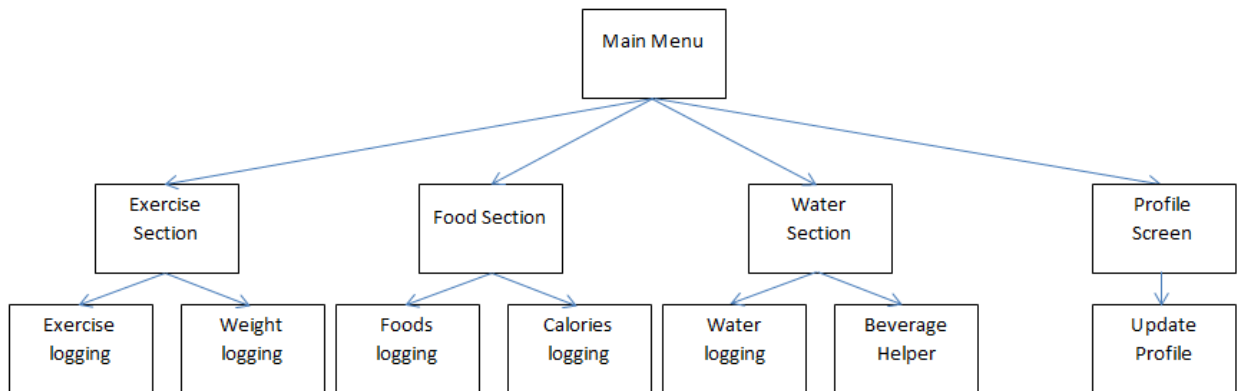 Main Menu
Exercise
Section
Food Section
Water
Section
Profile
Screen
Exercise
logging
Weight
logging
Foods
logging
Calories
logging
Water
logging
Beverage
Helper
Update
Profile